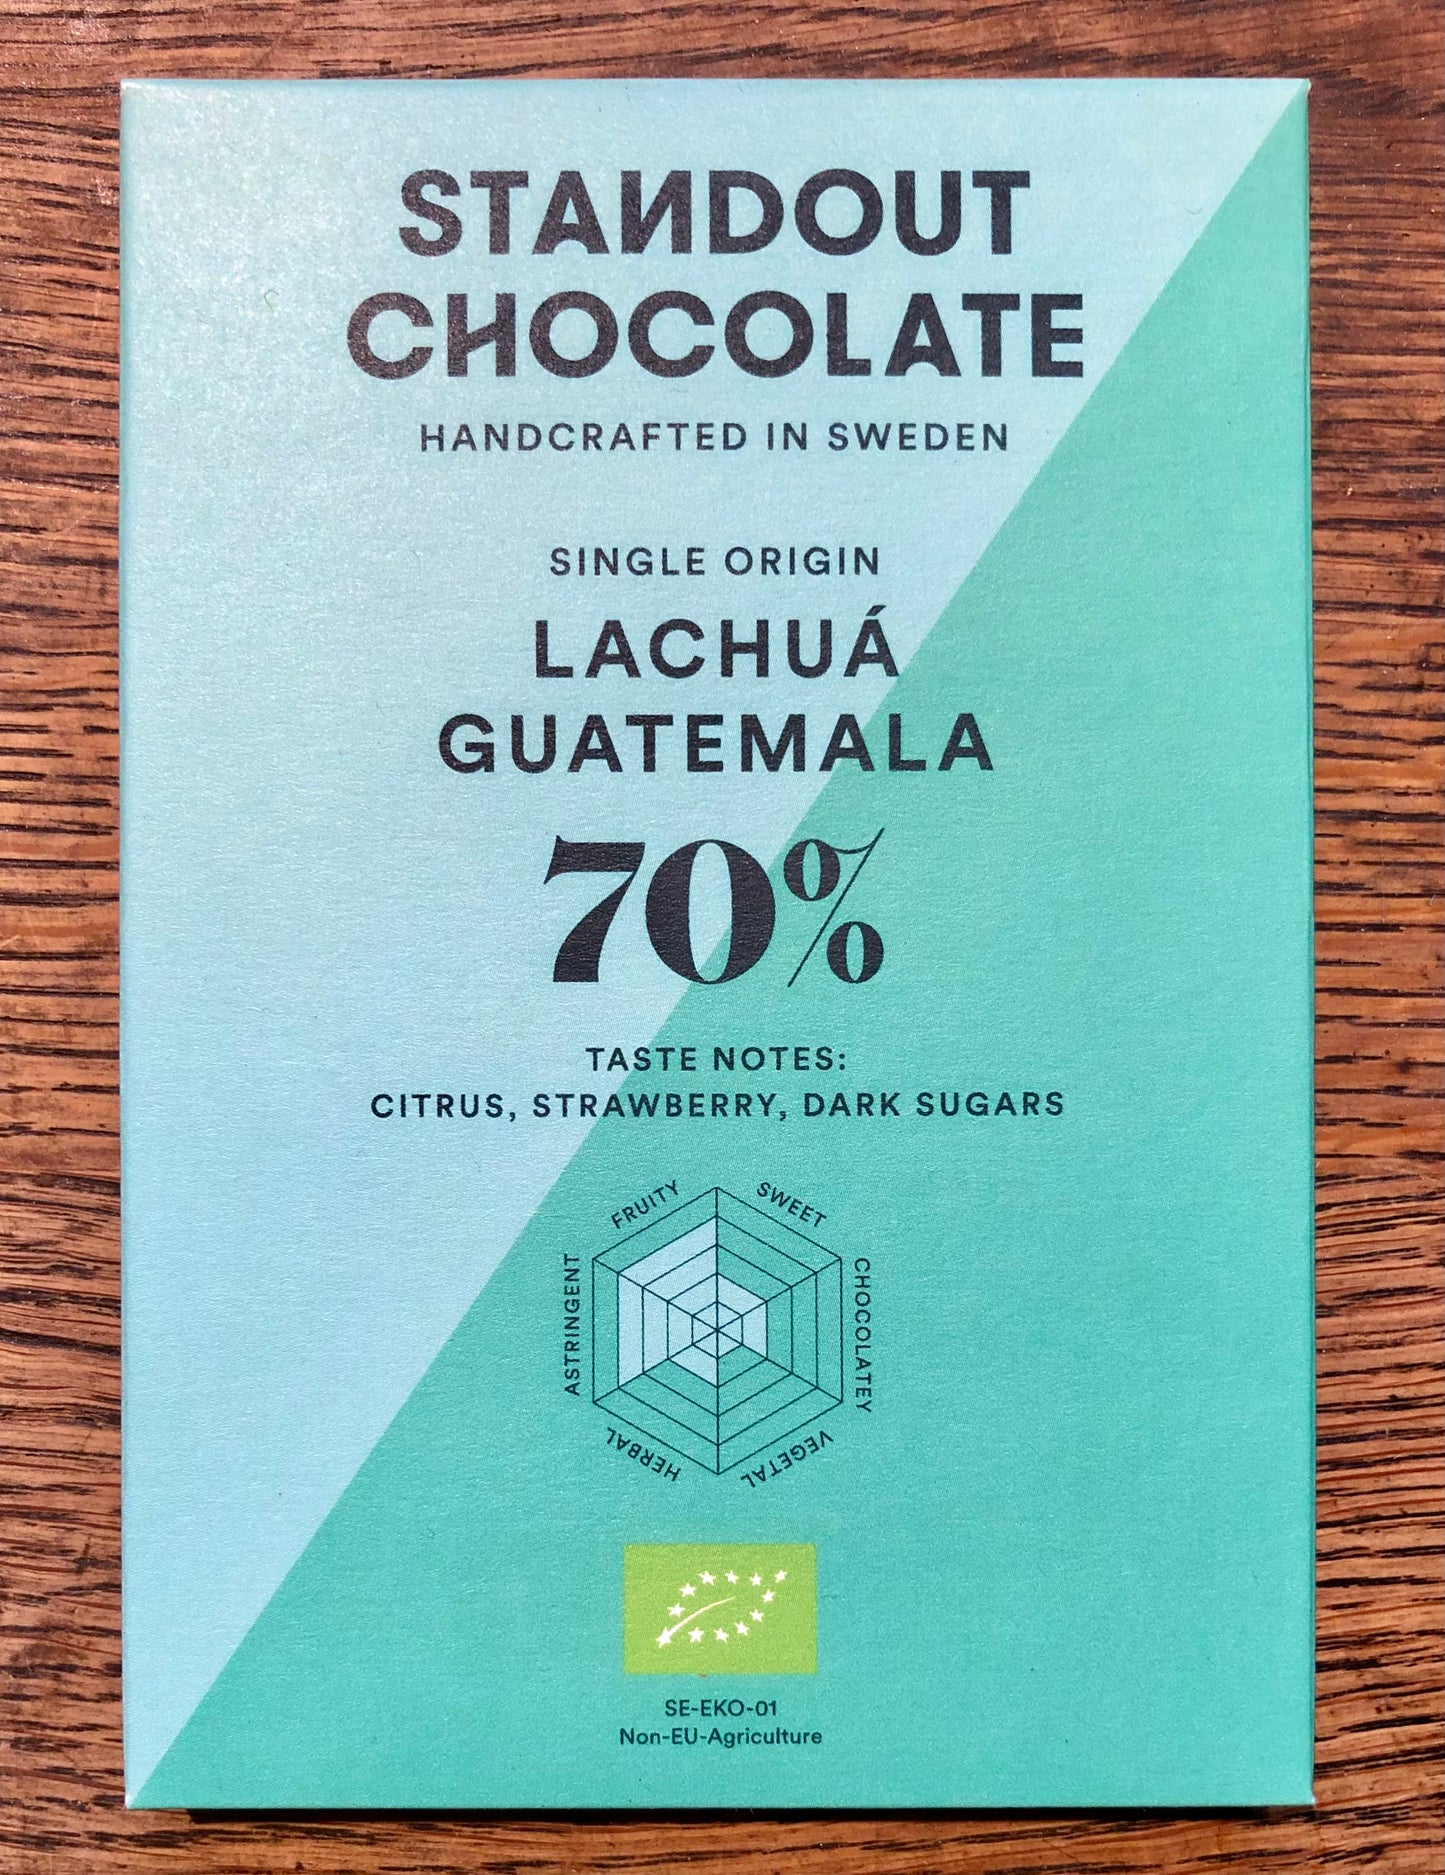 STANDOUT
CHOCOLATE
HANDCRAFTED IN SWEDEN
SINGLE ORIGIN
LACHUÁ
GUATEMALA
70%
TASTE NOTES:
CITRUS, STRAWBERRY, DARK SUGARS
FRUITY
SWEET
ASTRINGENT
CHOCOLATEY
HERBAL
VEGETAL
SE-EKO-01
Non-EU-Agriculture